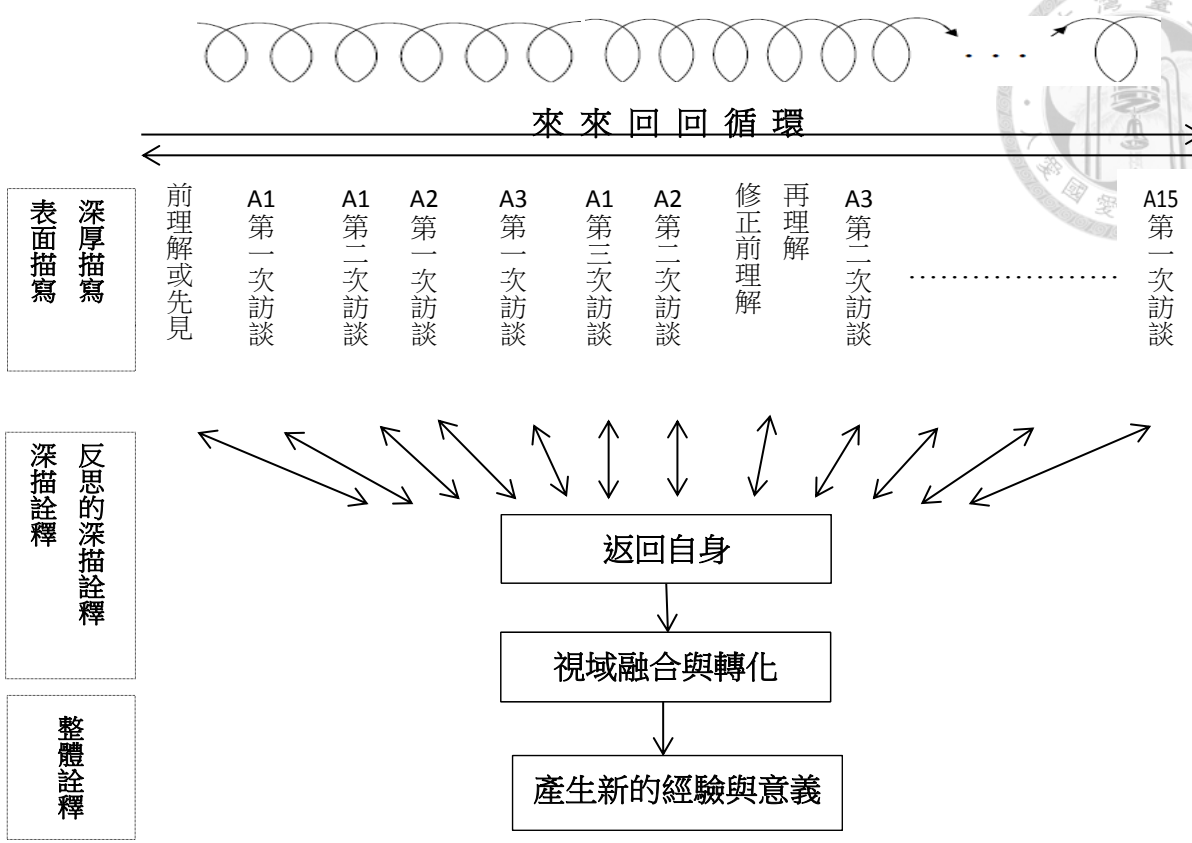 來來回回循環
深厚描寫
表面描寫
前理解或先見
A1第一次訪談
A1第二次訪談
A2第一次訪談
A3第一次訪談
A1第三次訪談
A2第二次訪談
修正前理解
再理解
A3第二次訪談
....................
A15第一次訪談
反思的深描詮釋
深描詮釋
返回自身
視域融合與轉化
整體詮釋
產生新的經驗與意義